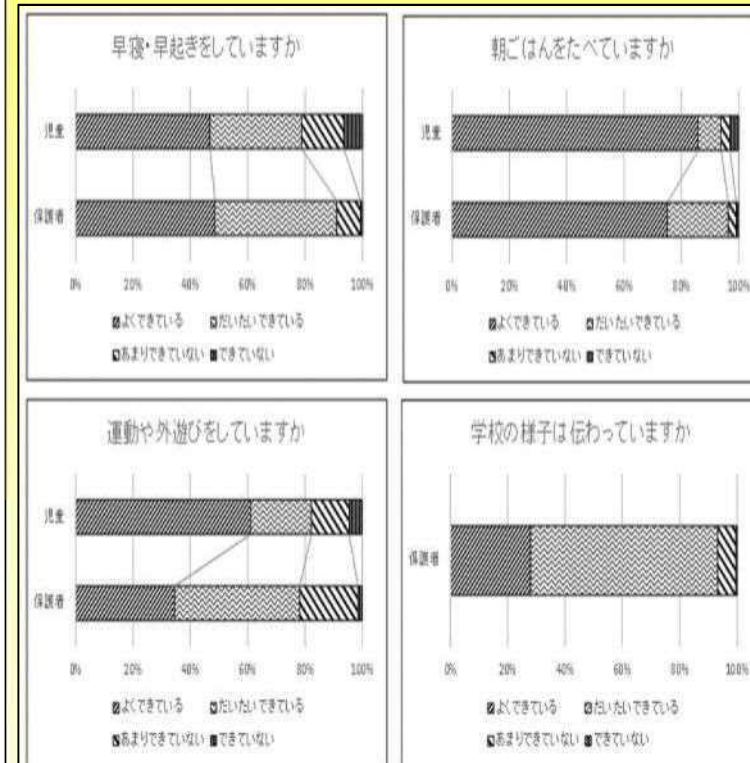 早寝・早起きをしていますか
児童
保護者
0% 20% 40% 60% 80% 100%
よくできている だいたいできている
あまりできていない できていない
朝ごはんをたべていますか
児童
保護者
0% 20% 40% 60% 80% 100%
よくできている だいたいできている
あまりできていない できていない
運動や外遊びをしていますか
児童
保護者
0% 20% 40% 60% 80% 100%
よくできている だいたいできている
あまりできていない できていない
学校の様子は伝わっていますか
保護者
0% 20% 40% 60% 80% 100%
よくできている だいたいできている
あまりできていない できていない